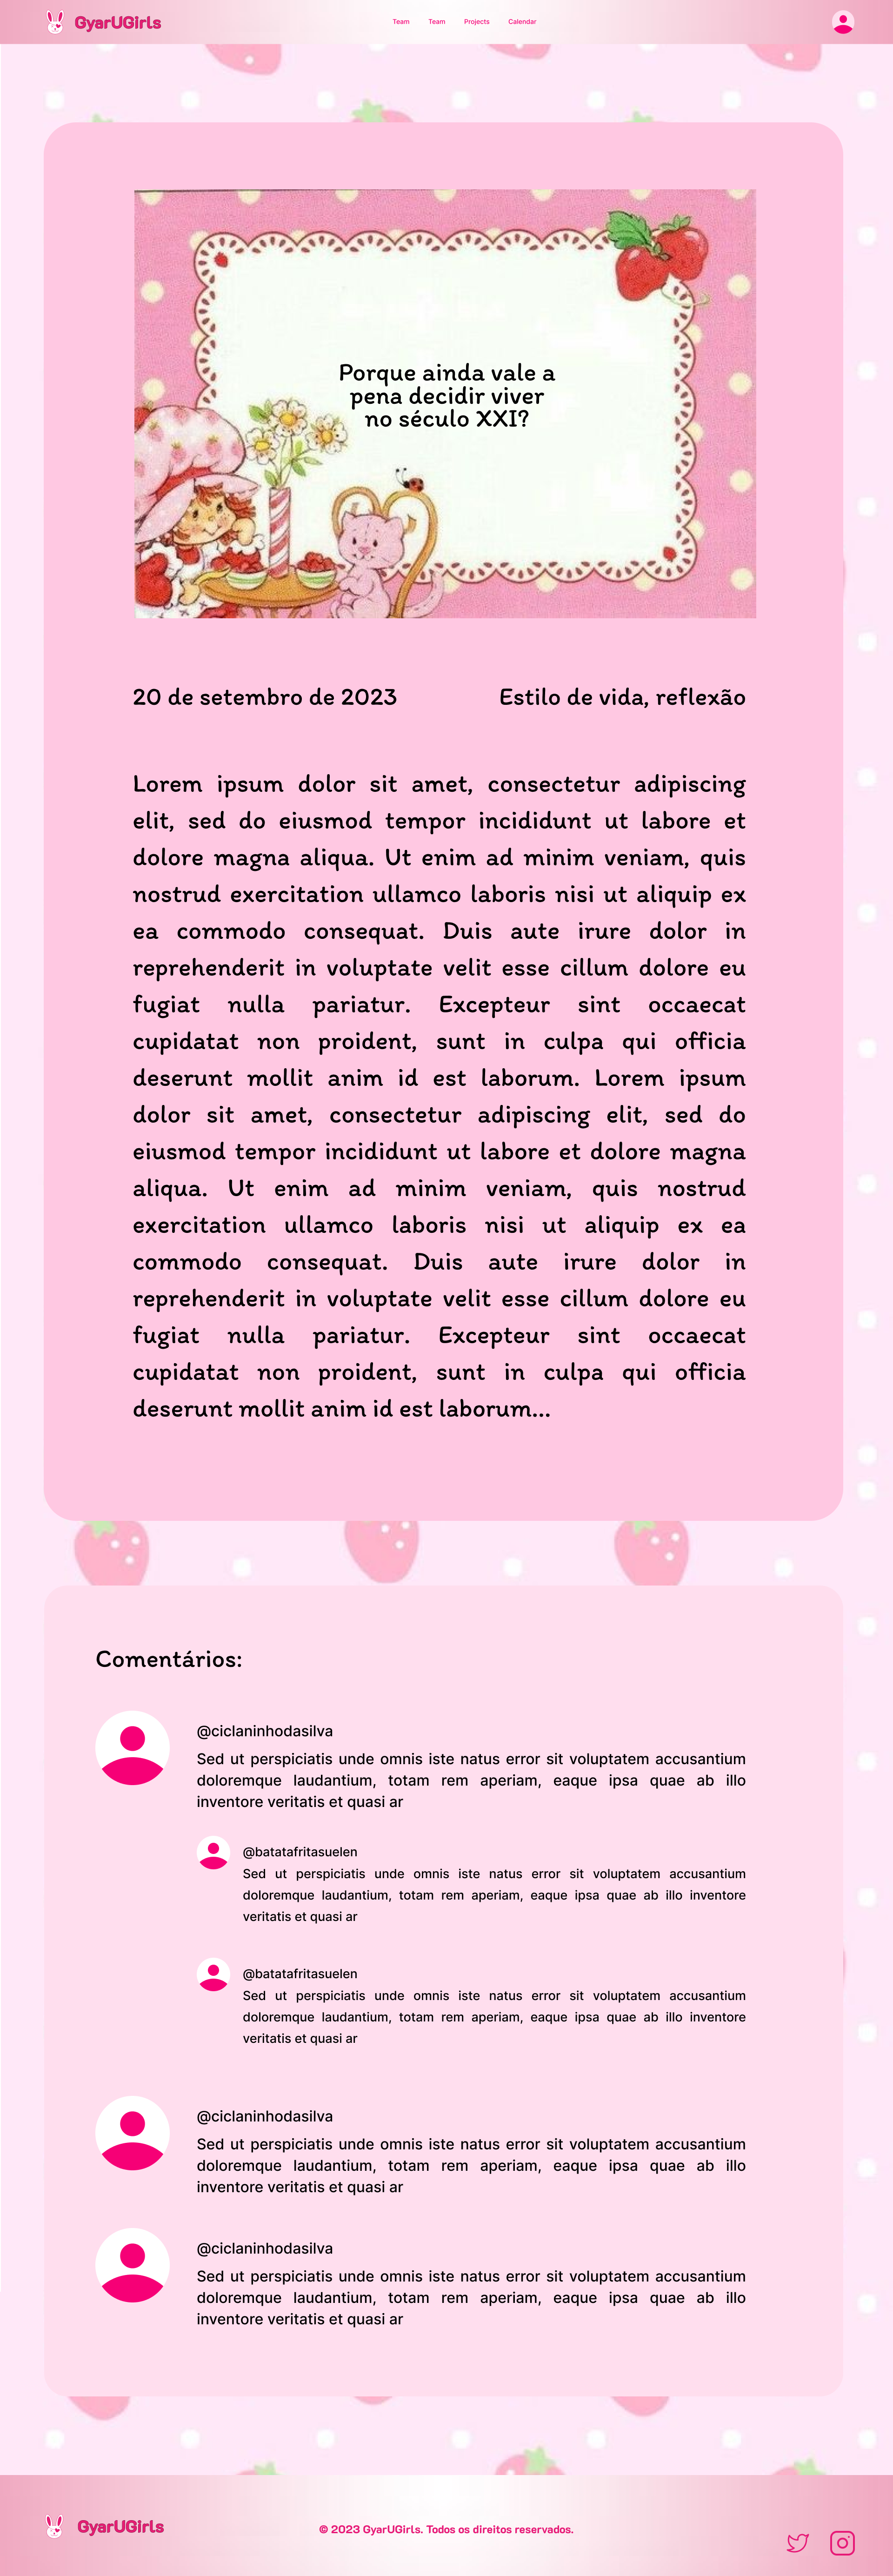 GyarUGirls
Team Team Projects Calendar
Porque ainda vale a
pena decidir viver
no século XXI?
20 de setembro de 2023
Estilo de vida, reflexão
Lorem ipsum dolor sit amet, consectetur adipiscing
elit, sed do eiusmod tempor incididunt ut labore et
dolore magna aliqua. Ut enim ad minim veniam, quis
nostrud exercitation ullamco laboris nisi ut aliquip ex
ea commodo consequat. Duis aute irure dolor in
reprehenderit in voluptate velit esse cillum dolore eu
fugiat nulla pariatur. Excepteur sint occaecat
cupidatat non proident, sunt in culpa qui officia
deserunt mollit anim id est laborum. Lorem ipsum
dolor sit amet, consectetur adipiscing elit, sed do
eiusmod tempor incididunt ut labore et dolore magna
aliqua. Ut enim ad minim veniam, quis nostrud
exercitation ullamco laboris nisi ut aliquip ex ea
commodo consequat. Duis aute irure dolor in
reprehenderit in voluptate velit esse cillum dolore eu
fugiat nulla pariatur. Excepteur sint occaecat
cupidatat non proident, sunt in culpa qui officia
deserunt mollit anim id est laborum...
Comentários:
@ciclaninhodasilva
Sed ut perspiciatis unde omnis iste natus error sit voluptatem accusantium
doloremque laudantium, totam rem aperiam, eaque ipsa quae ab illo
inventore veritatis et quasi ar
@batatafritasuelen
Sed ut perspiciatis unde omnis iste natus error sit voluptatem accusantium
doloremque laudantium, totam rem aperiam, eaque ipsa quae ab illo inventore
veritatis et quasi ar
@batatafritasuelen
Sed ut perspiciatis unde omnis iste natus error sit voluptatem accusantium
doloremque laudantium, totam rem aperiam, eaque ipsa quae ab illo inventore
veritatis et quasi ar
@ciclaninhodasilva
Sed ut perspiciatis unde omnis iste natus error sit voluptatem accusantium
doloremque laudantium, totam rem aperiam, eaque ipsa quae ab illo
inventore veritatis et quasi ar
@ciclaninhodasilva
Sed ut perspiciatis unde omnis iste natus error sit voluptatem accusantium
doloremque laudantium, totam rem aperiam, eaque ipsa quae ab illo
inventore veritatis et quasi ar
GyarUGirls
© 2023 GyarUGirls. Todos os direitos reservados.